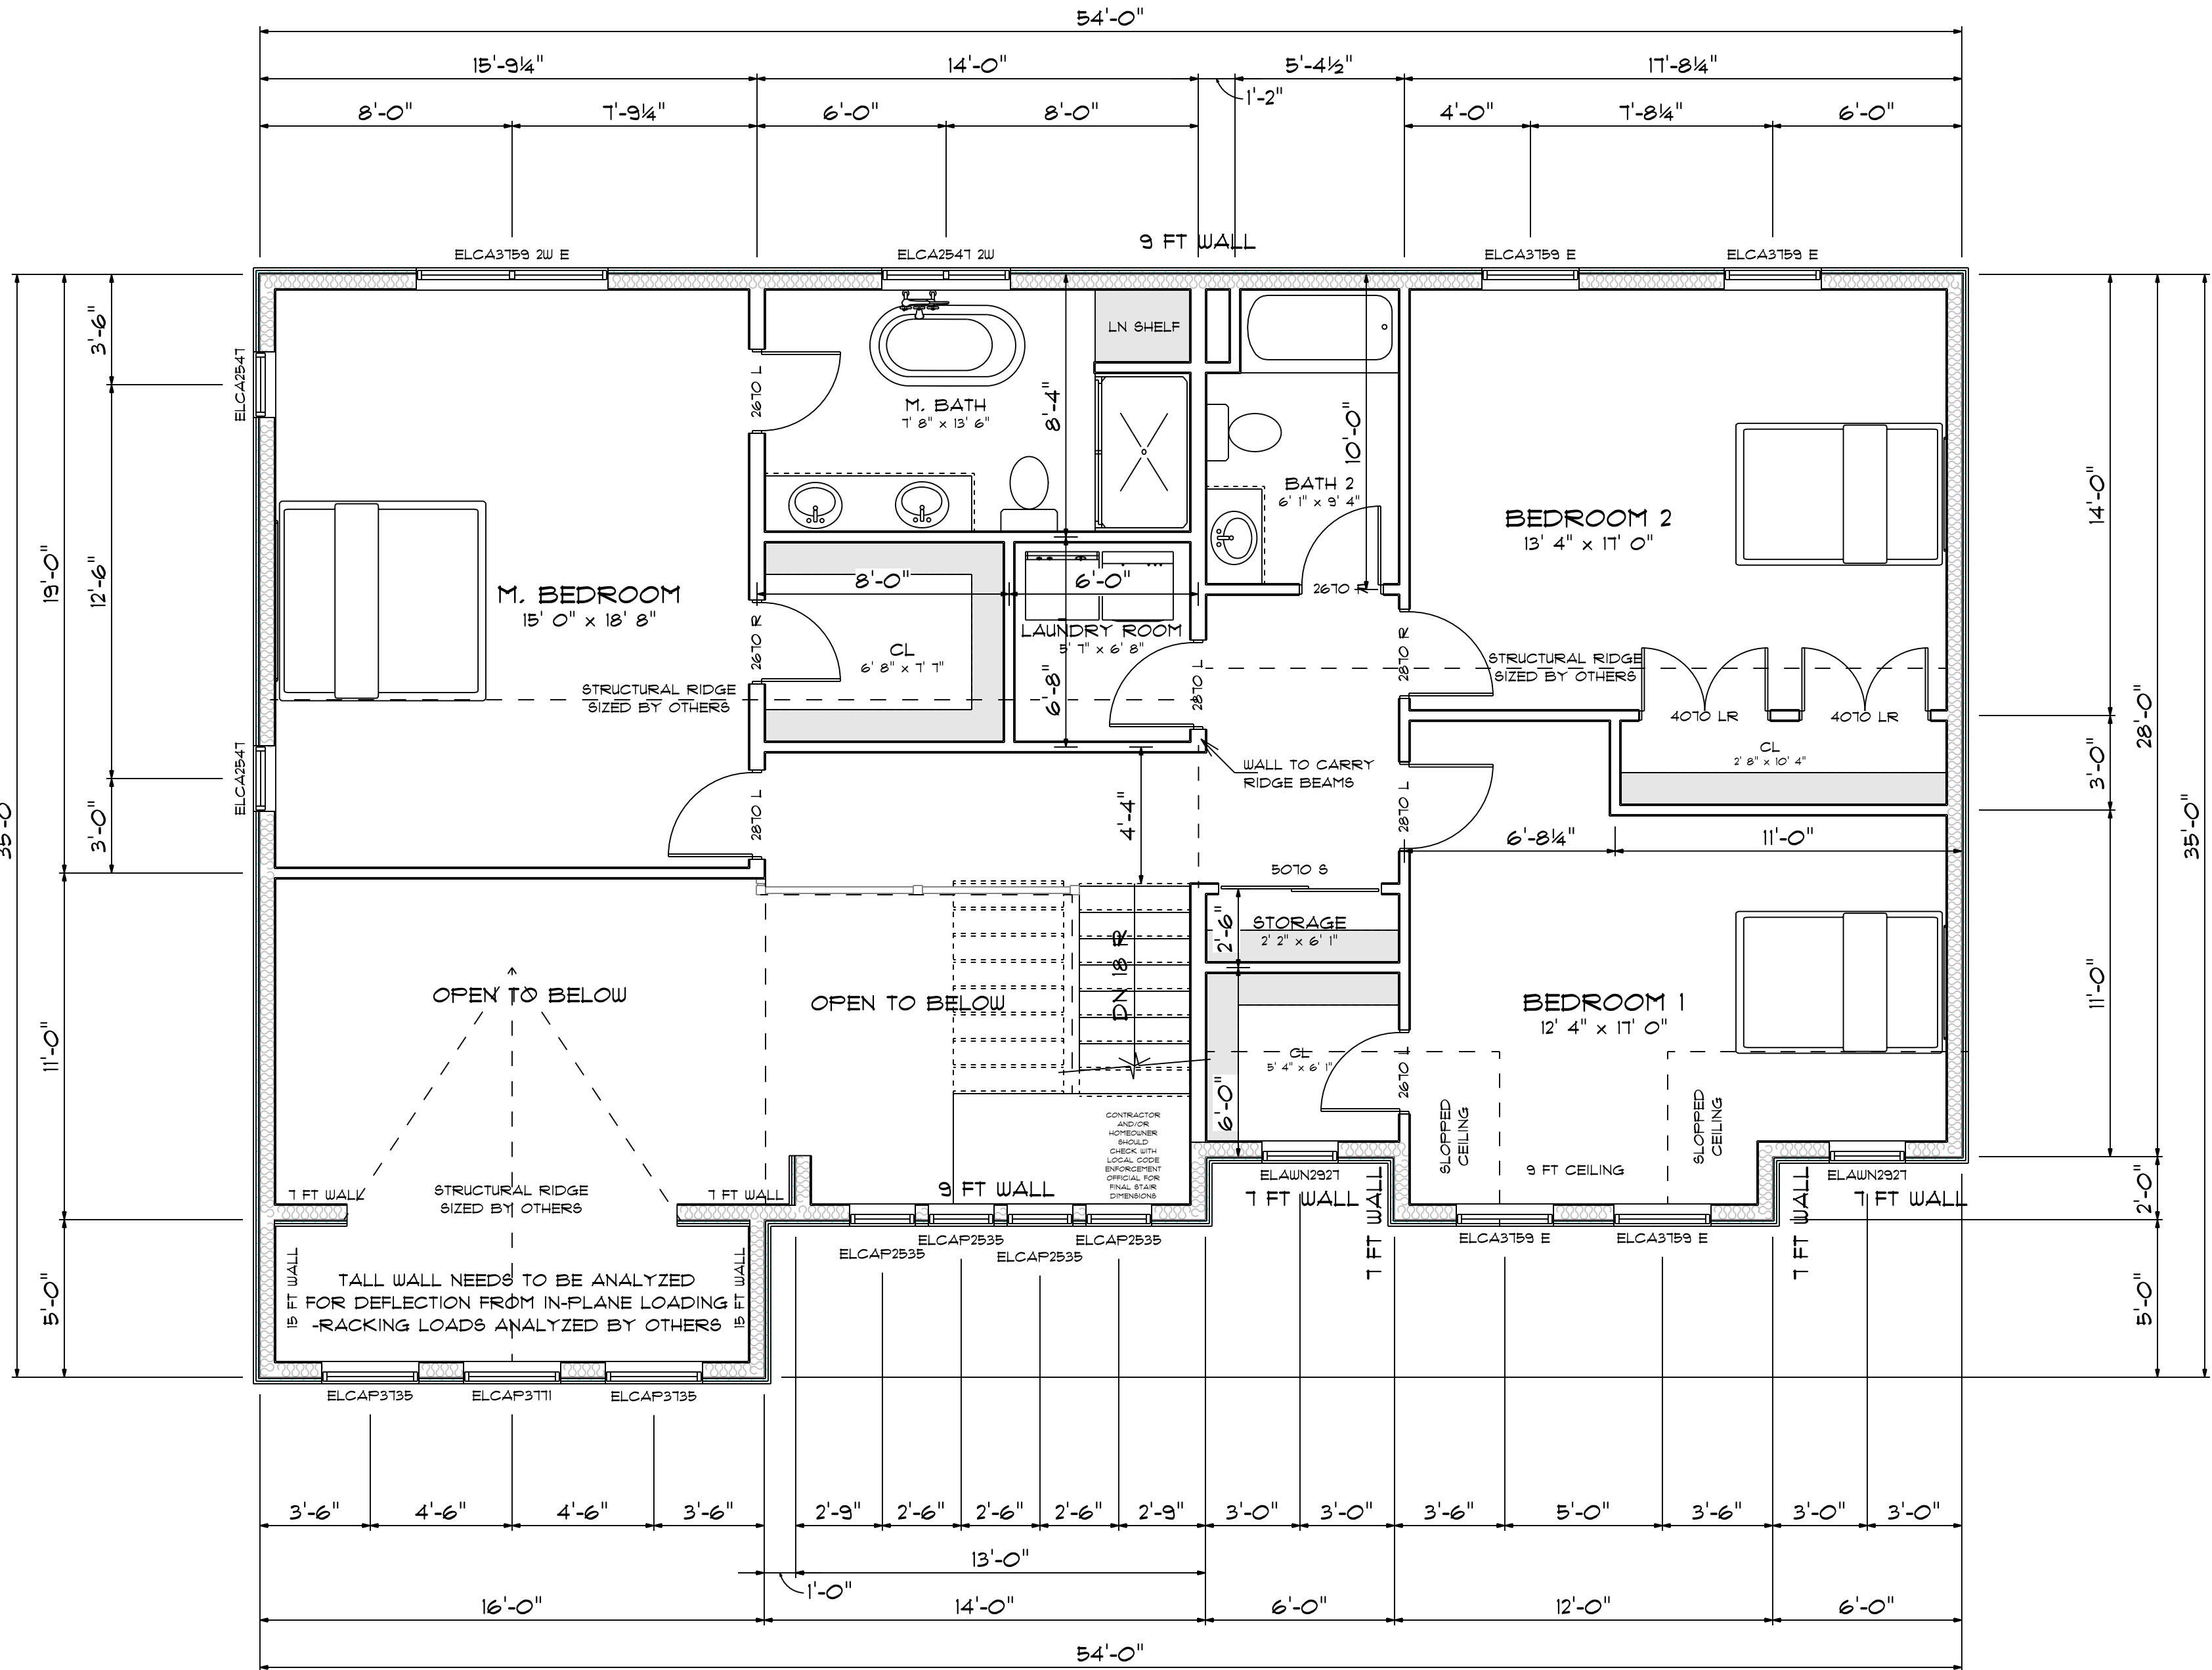 54'-0"
15'-9¼"
14'-0"
5'-4½"
17'-8¼"
1'-2"
8'-0"
7'-9¼"
6'-0"
8'-0"
4'-0"
7'-8¼"
6'-0"
9 FT WALL
ELCA3759 2W E
ELCA2547 2W
ELCA3759 E
ELCA3759 E
3'-6"
ELCA2547
LN SHELF
2670 L
M. BATH
7' 8" x 13' 6"
8'-4"
10'-0"
BATH 2
6' 1" x 9' 4"
14'-0"
BEDROOM 2
13' 4" x 17' 0"
19'-0"
12'-6"
M. BEDROOM
15' 0" x 18' 8"
8'-0"
6'-0"
2670 R
2670 R
LAUNDRY ROOM
5' 7" x 6' 8"
CL
6' 8" x 7' 7"
6'-8"
2870 L
2870 R
STRUCTURAL RIDGE
SIZED BY OTHERS
STRUCTURAL RIDGE
SIZED BY OTHERS
4070 LR
4070 LR
28'-0"
CL
2' 8" x 10' 4"
3'-0"
WALL TO CARRY
RIDGE BEAMS
ELCA2547
3'-0"
2870 L
4'-4"
2870 L
6'-8¼"
11'-0"
35'-0
35'-0"
5070 S
2'-6"
STORAGE
2' 2" x 6' 1"
DN 18 R
OPEN TO BELOW
OPEN TO BELOW
BEDROOM 1
12' 4" x 17' 0"
11'-0"
11'-0"
CL
5' 4" x 6' 1"
2670 L
6'-0"
SLOPPED
CEILING
SLOPPED
CEILING
CONTRACTOR
AND/OR
HOMEOWNER
SHOULD
CHECK WITH
LOCAL CODE
ENFORCEMENT
OFFICIAL FOR
FINAL STAIR
DIMENSIONS
9 FT CEILING
7 FT WALL
STRUCTURAL RIDGE
SIZED BY OTHERS
7 FT WALL
9 FT WALL
ELAWN2927
7 FT WALL
7 FT WALL
7 FT WALL
ELAWN2927
7 FT WALL
2'-0"
ELCAP2535
ELCAP2535
ELCAP2535
ELCAP2535
ELCA3759 E
ELCA3759 E
5'-0"
15 FT WALL
15 FT WALL
TALL WALL NEEDS TO BE ANALYZED
FOR DEFLECTION FROM IN-PLANE LOADING
-RACKING LOADS ANALYZED BY OTHERS
5'-0"
ELCAP3735
ELCAP3771
ELCAP3735
3'-6"
4'-6"
4'-6"
3'-6"
2'-9"
2'-6"
2'-6"
2'-6"
2'-9"
3'-0"
3'-0"
3'-6"
5'-0"
3'-6"
3'-0"
3'-0"
13'-0"
1'-0"
16'-0"
14'-0"
6'-0"
12'-0"
6'-0"
54'-0"